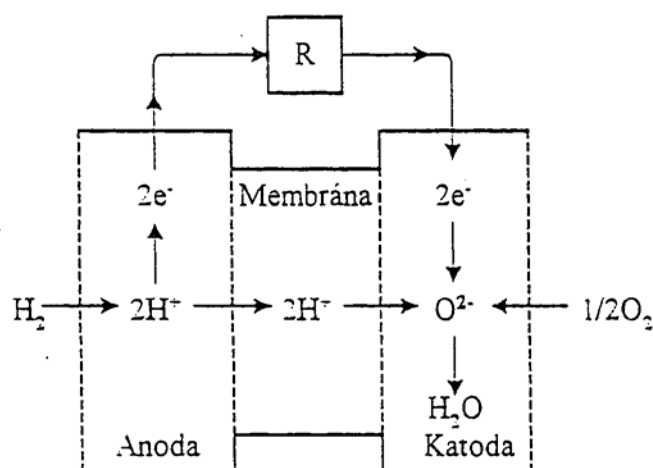 R
2e⁻ Membrána 2e⁻
H₂ 2H⁺ 2H⁺ O²⁻ 1/2O₂
H₂O
Anoda Katoda